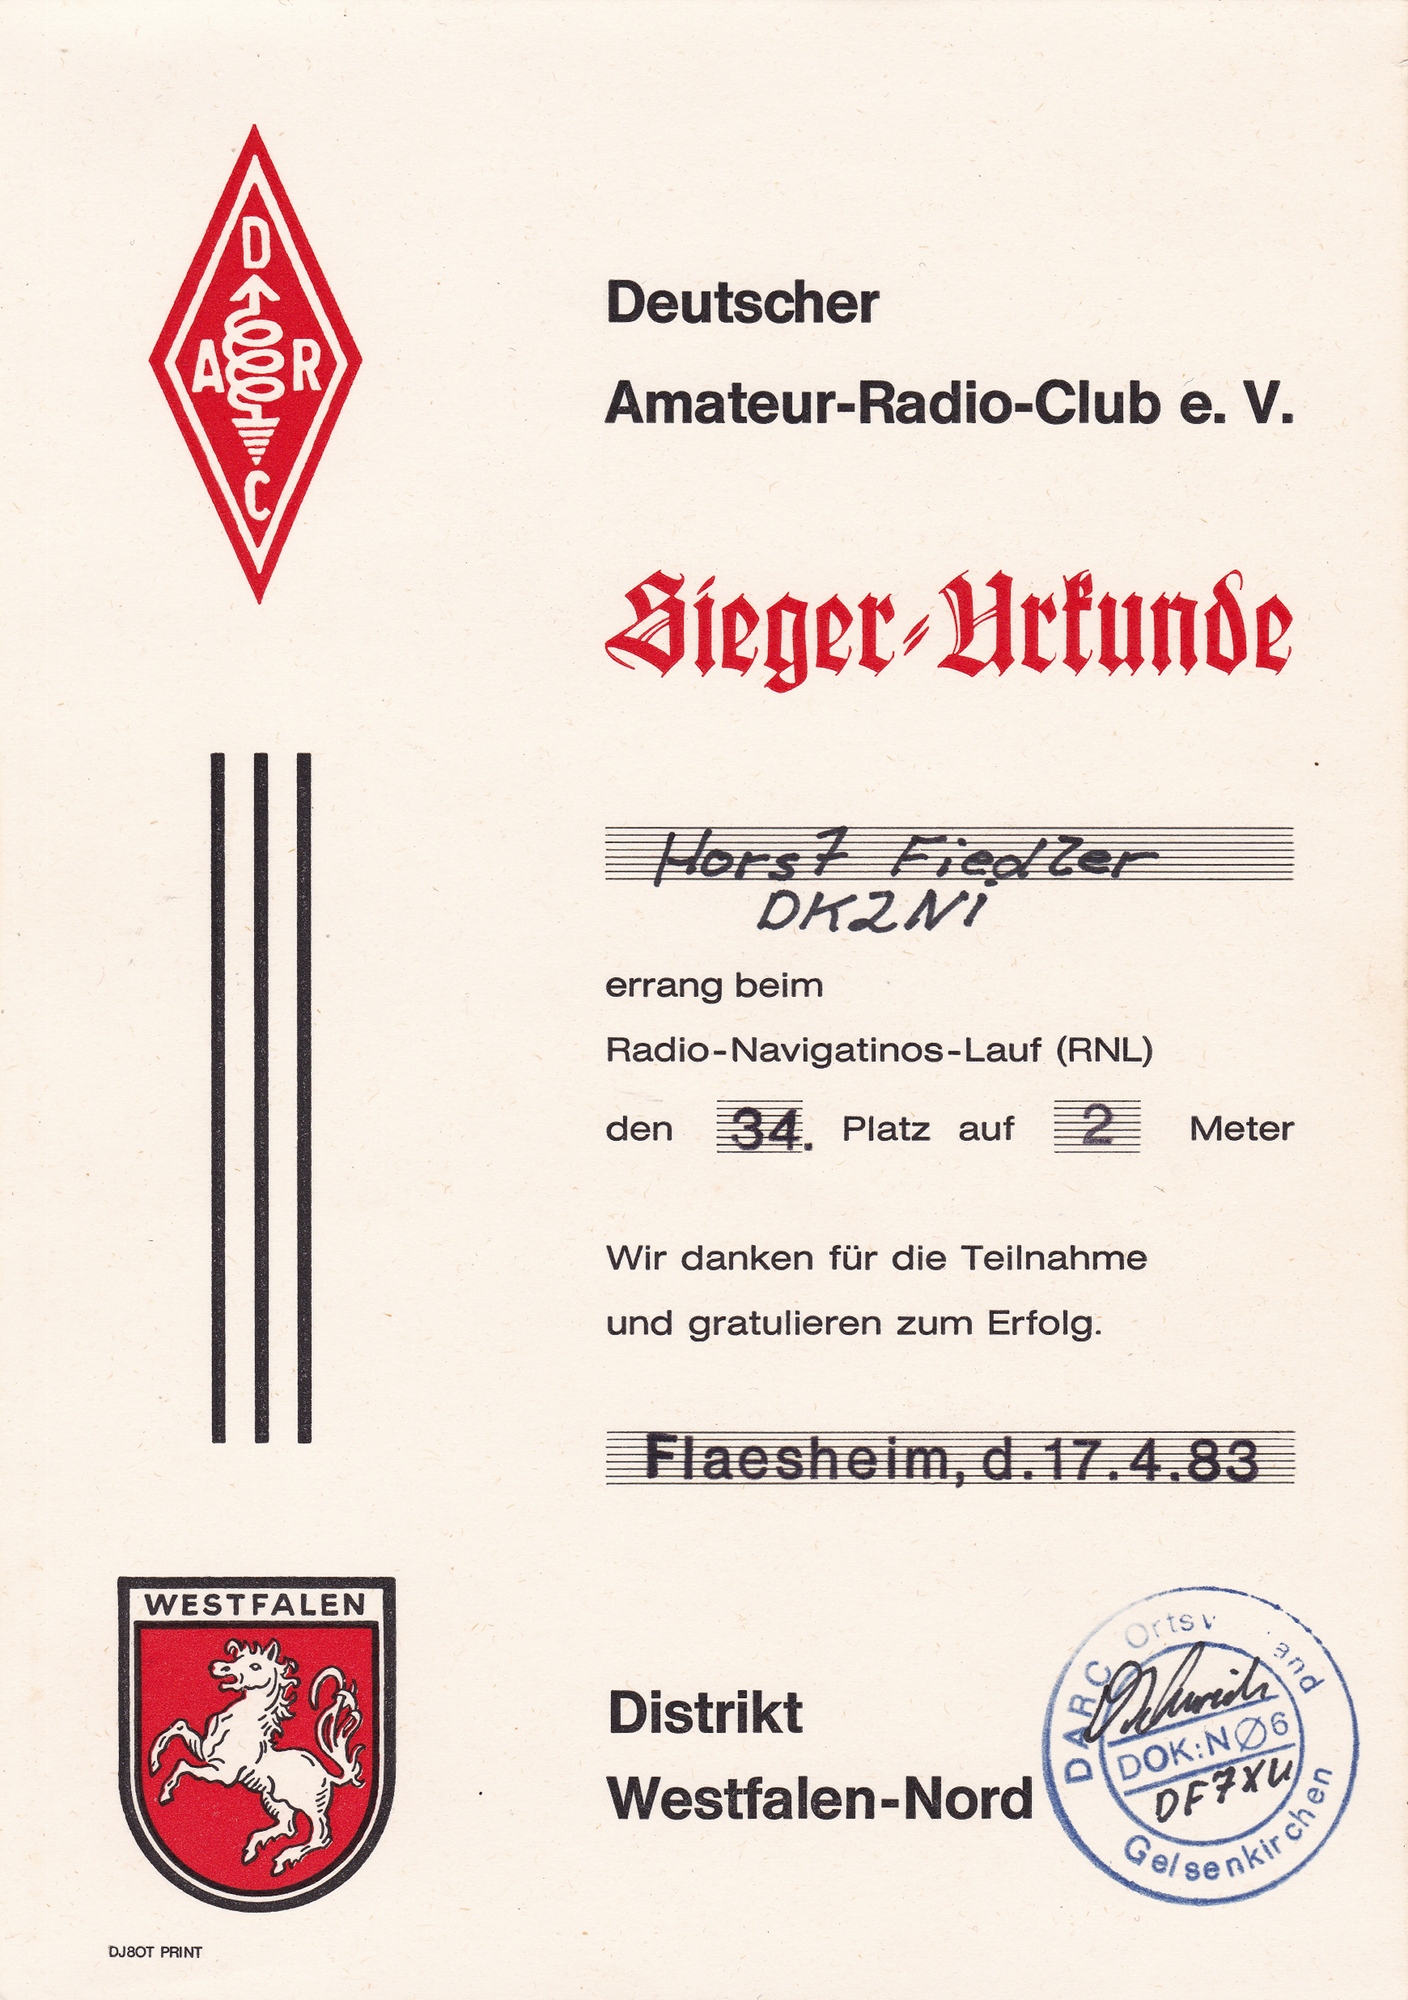 D
A R
C
Deutscher
Amateur-Radio-Club e. V.
Sieger-Urkunde
Horst Fiedler
DK2Ni
errang beim
Radio-Navigatinos-Lauf (RNL)
den 34. Platz auf 2 Meter
Wir danken für die Teilnahme
und gratulieren zum Erfolg.
Flaesheim, d. 17.4.83
WESTFALEN
Distrikt
Westfalen-Nord
DARC Ortsv and
DOK: NØ6
DF7XU
Gelsenkirchen
DJ8OT PRINT